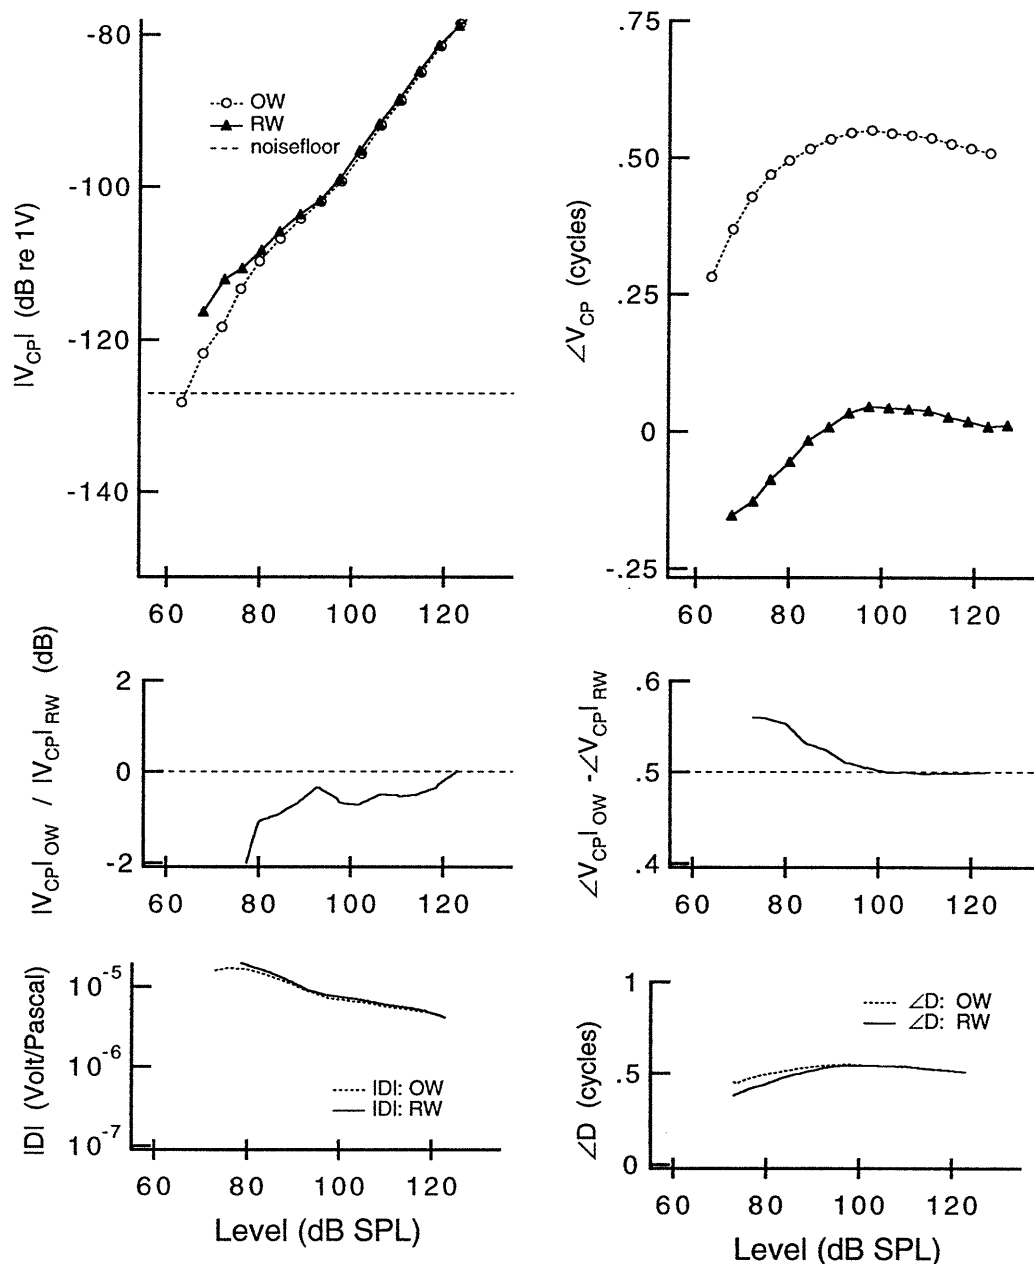 |V_CP| (dB re 1V)
-80
-100
-120
-140
OW
RW
noisefloor
60 80 100 120
∠V_CP (cycles)
.75
.50
.25
0
-.25
60 80 100 120
|V_CP|_OW / |V_CP|_RW (dB)
2
0
-2
60 80 100 120
∠V_CP|_OW -∠V_CP|_RW
.6
.5
.4
60 80 100 120
|D| (Volt/Pascal)
10^-5
10^-6
10^-7
|D|: OW
|D|: RW
60 80 100 120
Level (dB SPL)
∠D (cycles)
1
.5
0
∠D: OW
∠D: RW
60 80 100 120
Level (dB SPL)